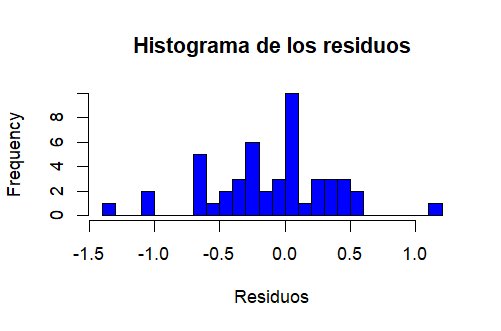 Histograma de los residuos
Frequency
0 2 4 6 8
-1.5 -1.0 -0.5 0.0 0.5 1.0
Residuos